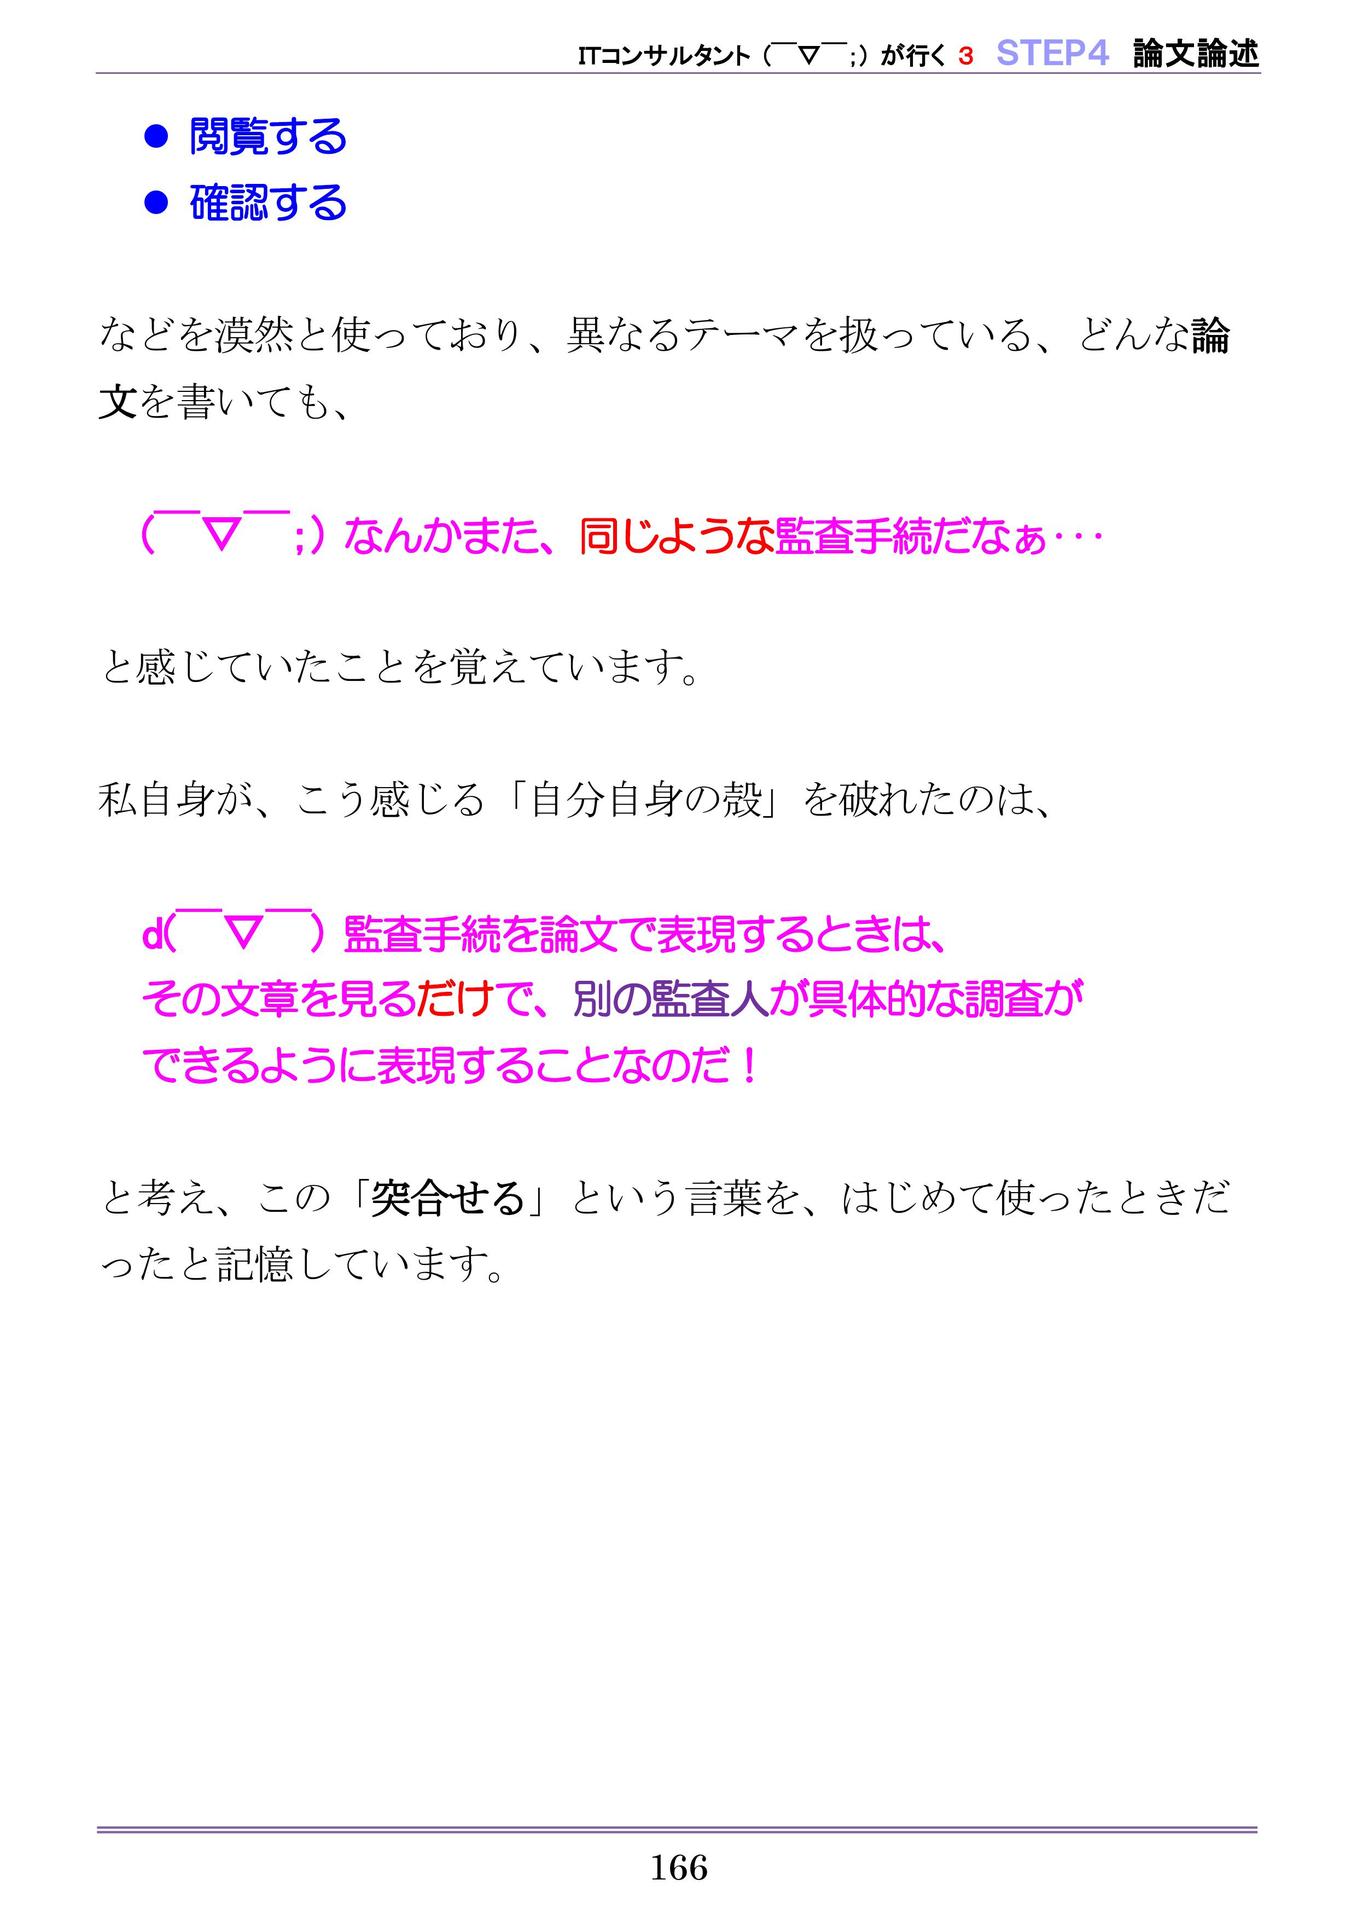 ITコンサルタント（￣▽￣；）が行く 3 STEP4 論文論述
● 閲覧する
● 確認する
などを漠然と使っており、異なるテーマを扱っている、どんな論
文を書いても、
（￣▽￣；）なんかまた、同じような監査手続だなぁ・・・
と感じていたことを覚えています。
私自身が、こう感じる「自分自身の殻」を破れたのは、
d(￣▽￣）監査手続を論文で表現するときは、
その文章を見るだけで、別の監査人が具体的な調査が
できるように表現することなのだ！
と考え、この「突合せる」という言葉を、はじめて使ったときだ
ったと記憶しています。
166